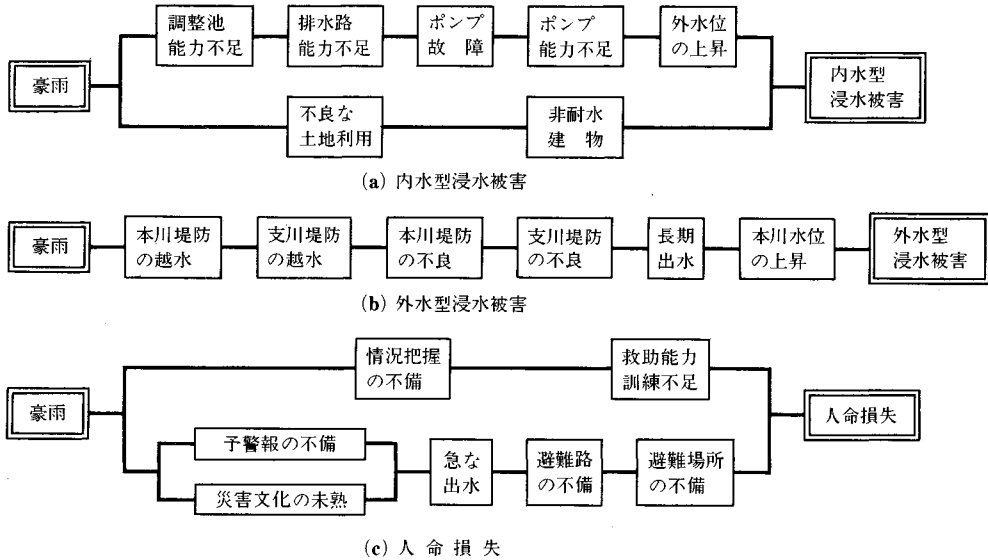 調整池
能力不足
排水路
能力不足
ポンプ
故障
ポンプ
能力不足
外水位
の上昇
豪雨
内水型
浸水被害
不良な
土地利用
非耐水
建物
(a) 内水型浸水被害
豪雨
本川堤防
の越水
支川堤防
の越水
本川堤防
の不良
支川堤防
の不良
長期
出水
本川水位
の上昇
外水型
浸水被害
(b) 外水型浸水被害
情況把握
の不備
救助能力
訓練不足
豪雨
人命損失
予警報の不備
災害文化の未熟
急な
出水
避難路
の不備
避難場所
の不備
(c) 人命損失